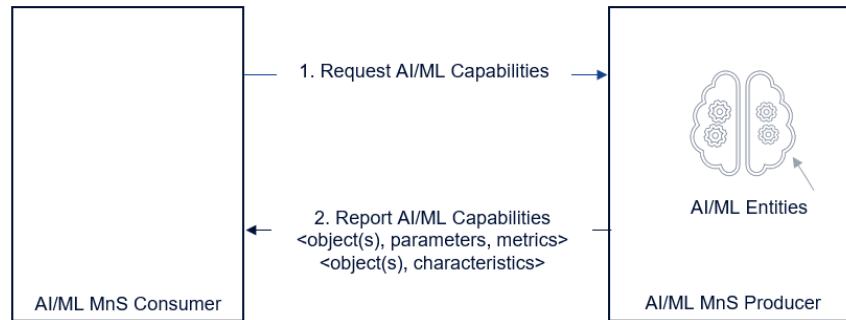 1. Request AI/ML Capabilities
AI/ML Entities
2. Report AI/ML Capabilities
<object(s), parameters, metrics>
<object(s), characteristics>
AI/ML MnS Consumer
AI/ML MnS Producer